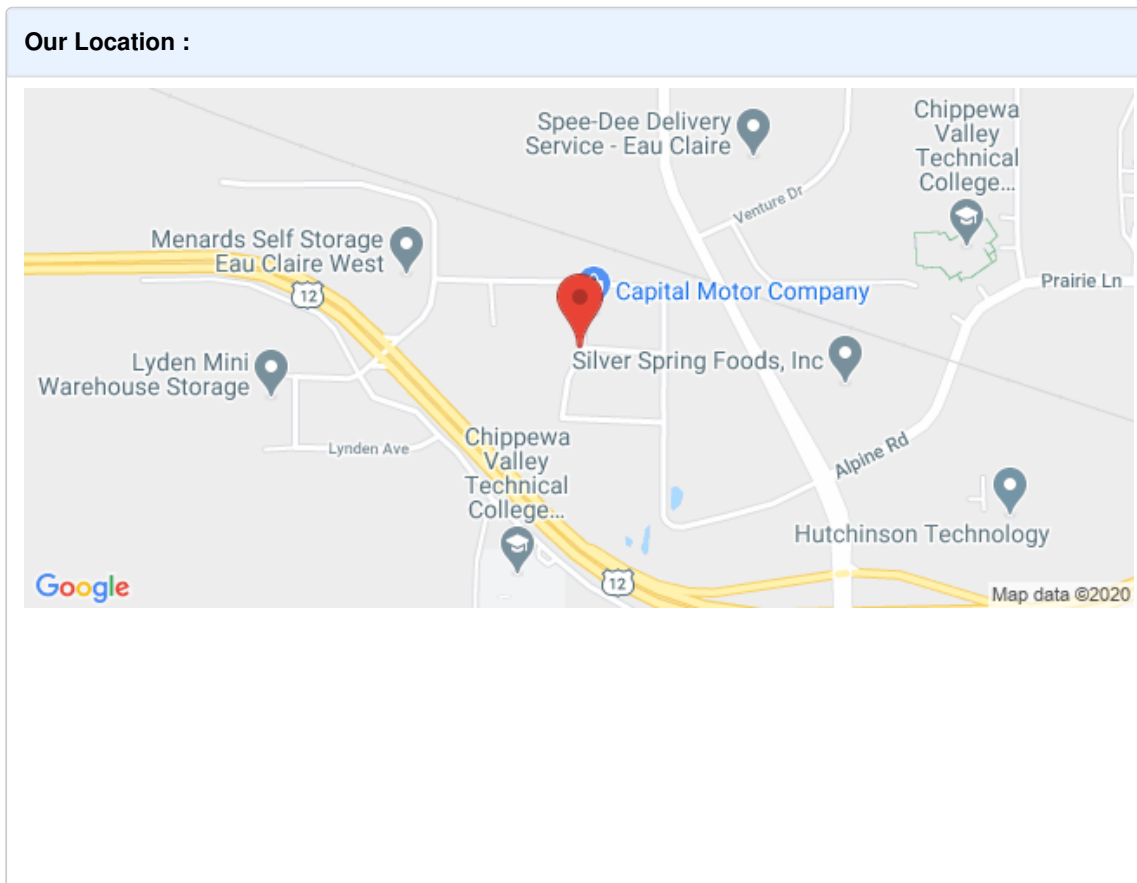 Our Location :
Spee-Dee Delivery
Service - Eau Claire
Chippewa
Valley
Technical
College...
Venture Dr
Menards Self Storage
Eau Claire West
12
Capital Motor Company
Prairie Ln
Lyden Mini
Warehouse Storage
Silver Spring Foods, Inc
Lynden Ave
Chippewa
Valley
Technical
College...
Alpine Rd
Hutchinson Technology
12
Google
Map data ©2020